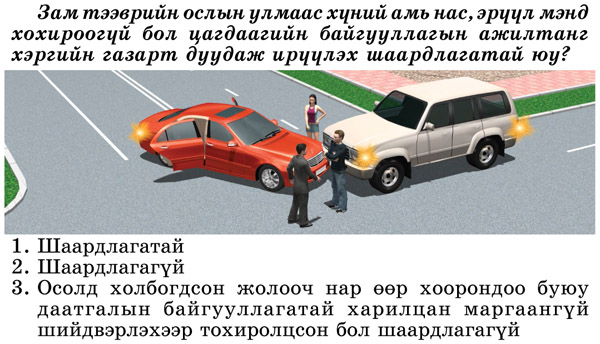 Зам тээврийн ослын улмаас хүний амь нас, эрүүл мэнд
хохироогүй бол цагдаагийн байгууллагын ажилтанг
хэргийн газарт дуудаж ирүүлэх шаардлагатай юу?
1. Шаардлагатай
2. Шаардлагагүй
3. Осолд холбогдсон жолооч нар өөр хоорондоо буюу
даатгалын байгууллагатай харилцан маргаангүй
шийдвэрлэхээр тохиролцсон бол шаардлагагүй